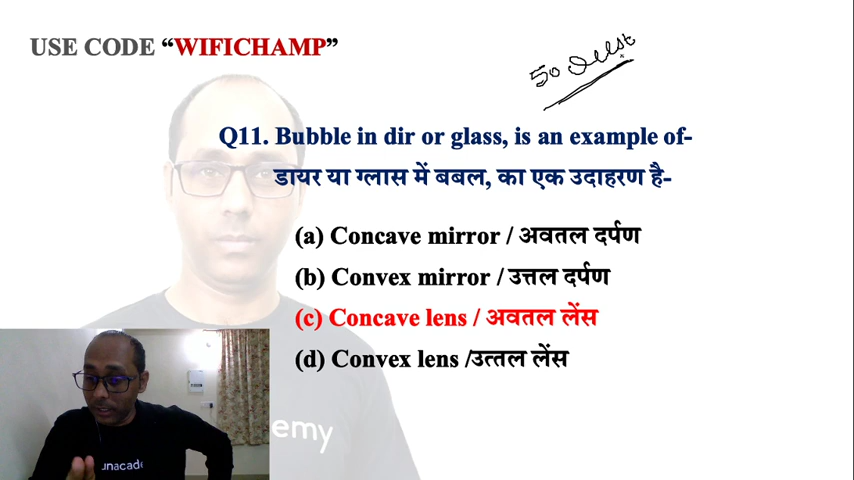 USE CODE “WIFICHAMP”
50 Quest
Q11. Bubble in dir or glass, is an example of-
डायर या ग्लास में बबल, का एक उदाहरण है-
(a) Concave mirror / अवतल दर्पण
(b) Convex mirror / उत्तल दर्पण
(c) Concave lens / अवतल लेंस
(d) Convex lens /उत्तल लेंस
unacade
emy